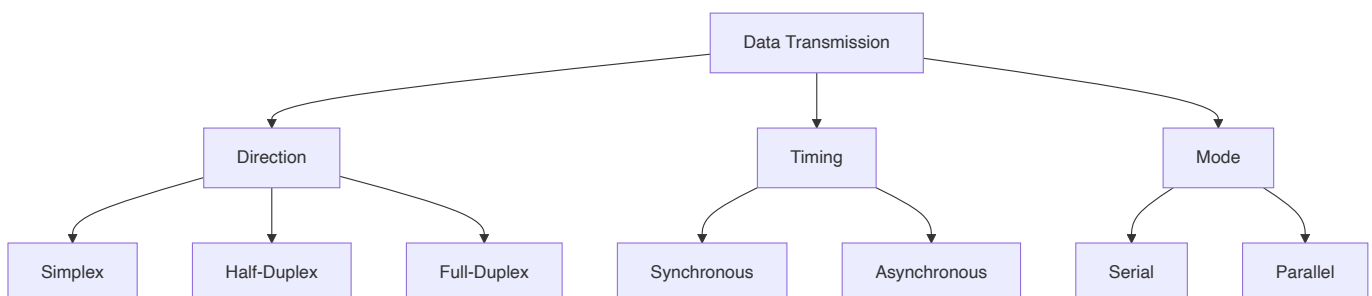 Data Transmission
Direction
Timing
Mode
Simplex
Half-Duplex
Full-Duplex
Synchronous
Asynchronous
Serial
Parallel